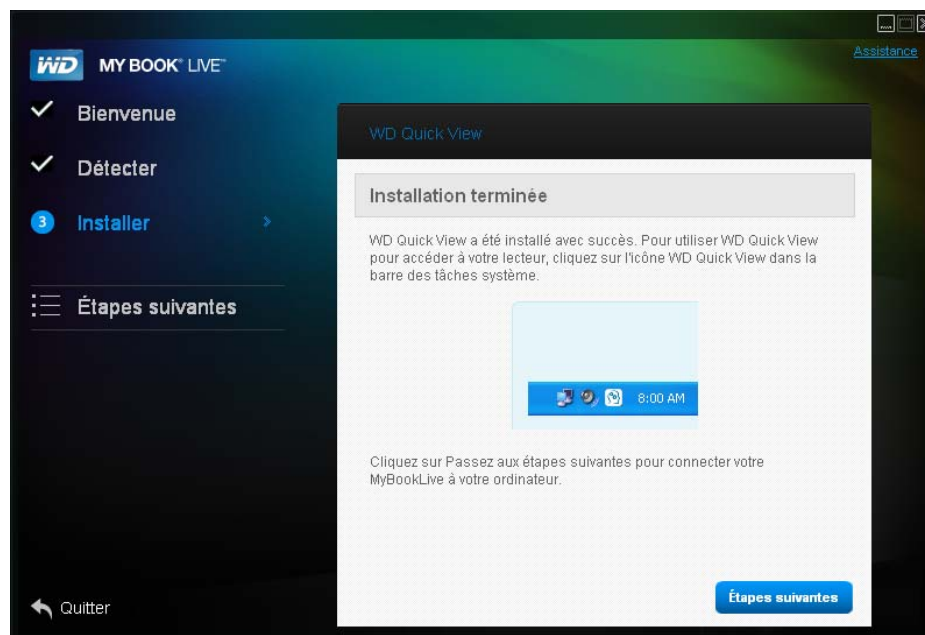 Assistance
WD MY BOOK® LIVE™
Bienvenue
Détecter
3 Installer
Étapes suivantes
WD Quick View
Installation terminée
WD Quick View a été installé avec succès. Pour utiliser WD Quick View
pour accéder à votre lecteur, cliquez sur l'icône WD Quick View dans la
barre des tâches système.
8:00 AM
Cliquez sur Passez aux étapes suivantes pour connecter votre
MyBookLive à votre ordinateur.
Étapes suivantes
Quitter